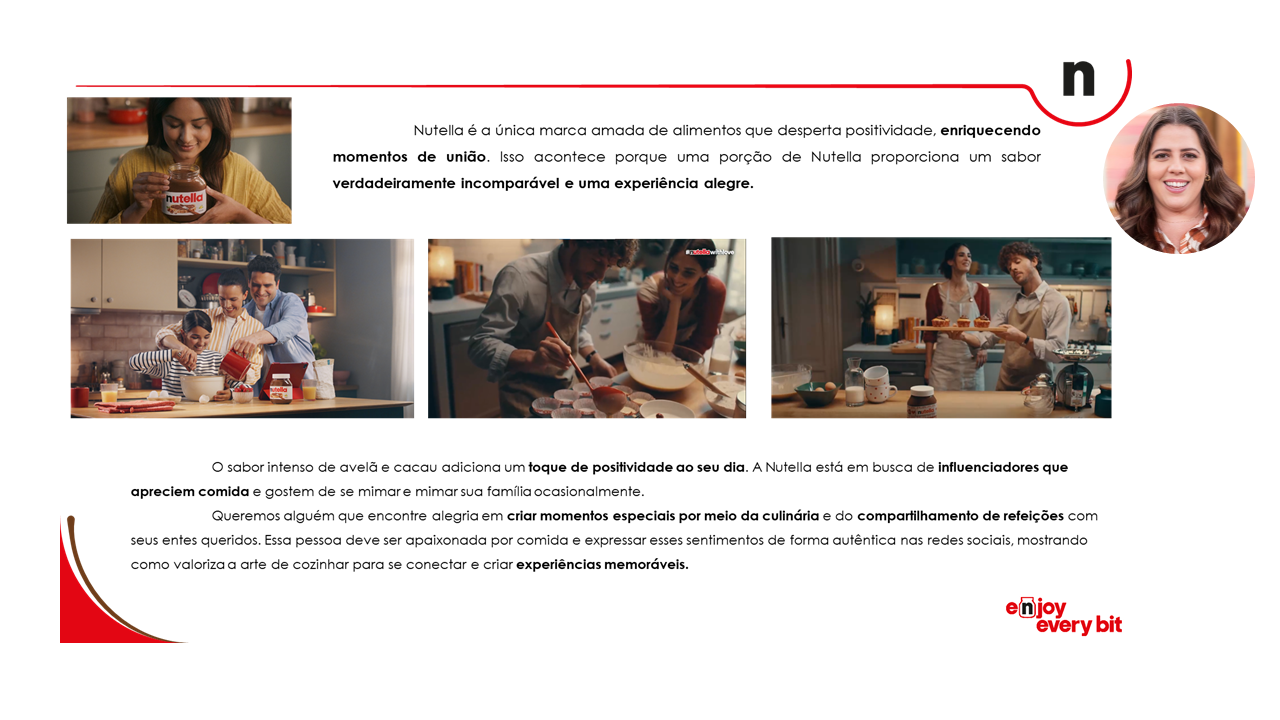 n
Nutella é a única marca amada de alimentos que desperta positividade, enriquecendo
momentos de união. Isso acontece porque uma porção de Nutella proporciona um sabor
verdadeiramente incomparável e uma experiência alegre.
nutella
#nutellawithlove
nutella
nutella
O sabor intenso de avelã e cacau adiciona um toque de positividade ao seu dia. A Nutella está em busca de influenciadores que
apreciem comida e gostem de se mimar e mimar sua família ocasionalmente.
Queremos alguém que encontre alegria em criar momentos especiais por meio da culinária e do compartilhamento de refeições com
seus entes queridos. Essa pessoa deve ser apaixonada por comida e expressar esses sentimentos de forma autêntica nas redes sociais, mostrando
como valoriza a arte de cozinhar para se conectar e criar experiências memoráveis.
enjoy
every bit